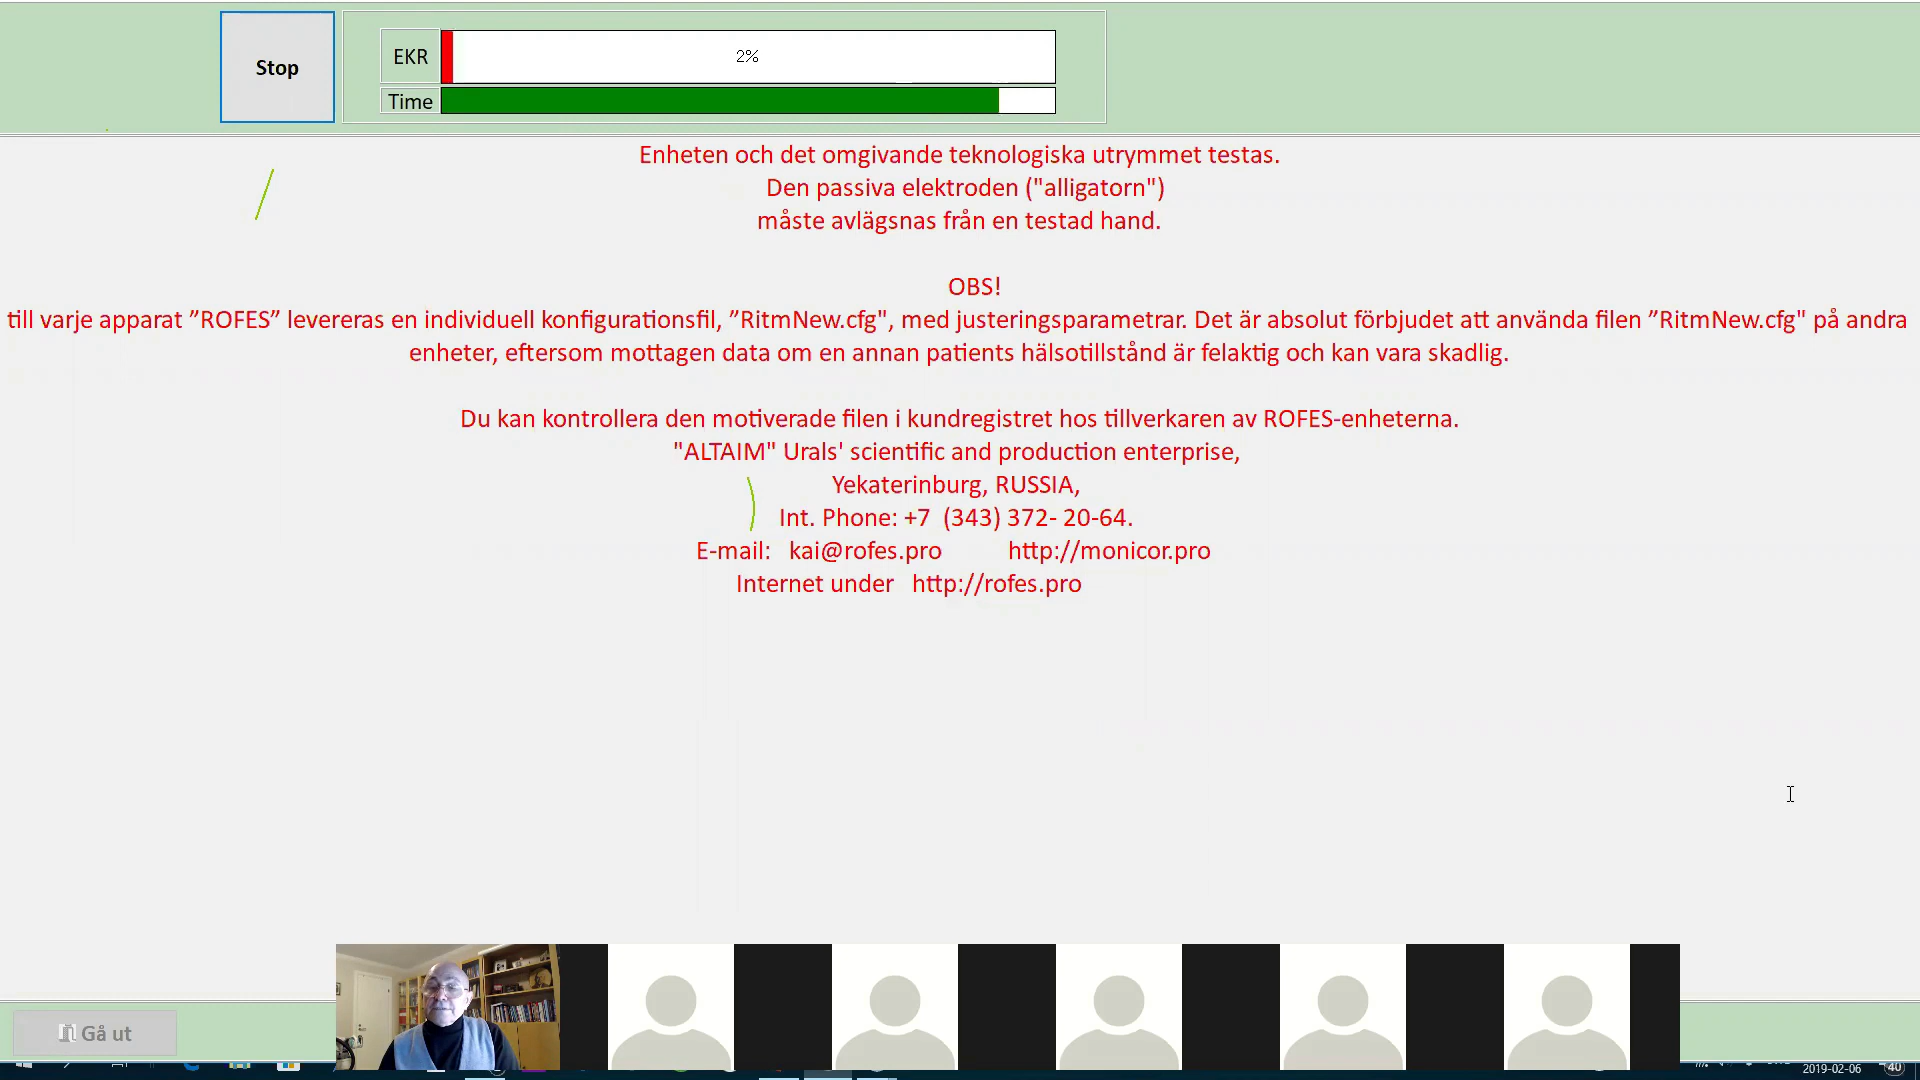 Stop
EKR
2%
Time
Enheten och det omgivande teknologiska utrymmet testas.
Den passiva elektroden ("alligatorn")
måste avlägsnas från en testad hand.
OBS!
till varje apparat ”ROFES” levereras en individuell konfigurationsfil, ”RitmNew.cfg", med justeringsparametrar. Det är absolut förbjudet att använda filen ”RitmNew.cfg" på andra
enheter, eftersom mottagen data om en annan patients hälsotillstånd är felaktig och kan vara skadlig.
Du kan kontrollera den motiverade filen i kundregistret hos tillverkaren av ROFES-enheterna.
"ALTAIM" Urals' scientific and production enterprise,
Yekaterinburg, RUSSIA,
Int. Phone: +7 (343) 372- 20-64.
E-mail: kai@rofes.pro http://monicor.pro
Internet under http://rofes.pro
Gå ut
2019-02-06
40